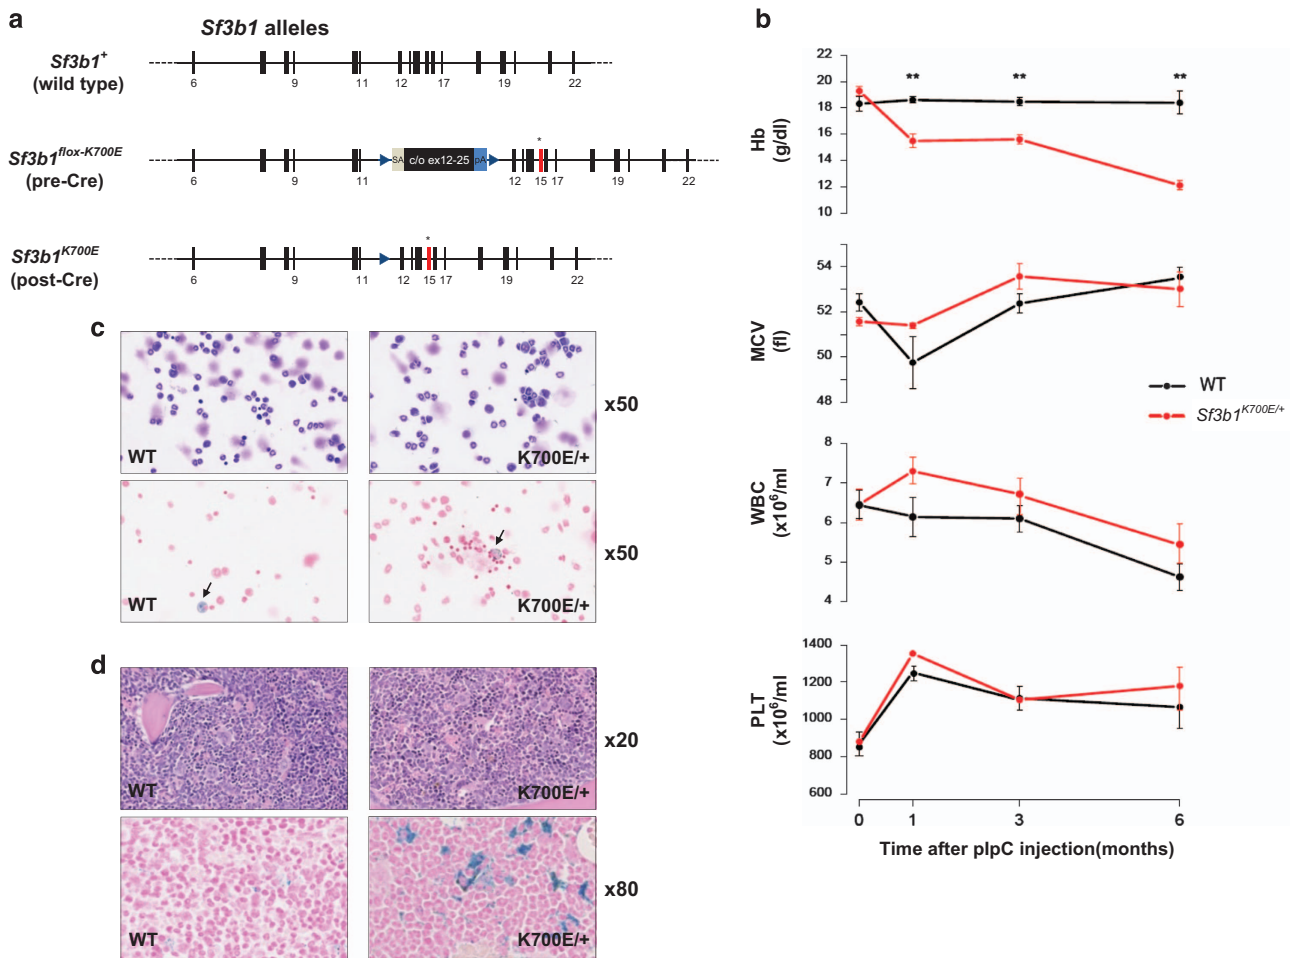 a
Sf3b1 alleles
Sf3b1+
(wild type)
6 9 11 12 17 19 22
Sf3b1flox-K700E
(pre-Cre)
*
SA c/o ex12-25 pA
6 9 11 12 15 17 19 22
Sf3b1K700E
(post-Cre)
*
6 9 11 12 15 17 19 22
b
22
20
18
16
14
12
10
Hb
(g/dl)
** ** **
54
52
50
48
MCV
(fl)
WT
Sf3b1K700E/+
8
7
6
5
4
WBC
(x106/ml)
1400
1200
1000
800
600
PLT
(x106/ml)
0 1 3 6
Time after pIpC injection(months)
c
WT
K700E/+
x50
WT
K700E/+
x50
d
WT
K700E/+
x20
WT
K700E/+
x80